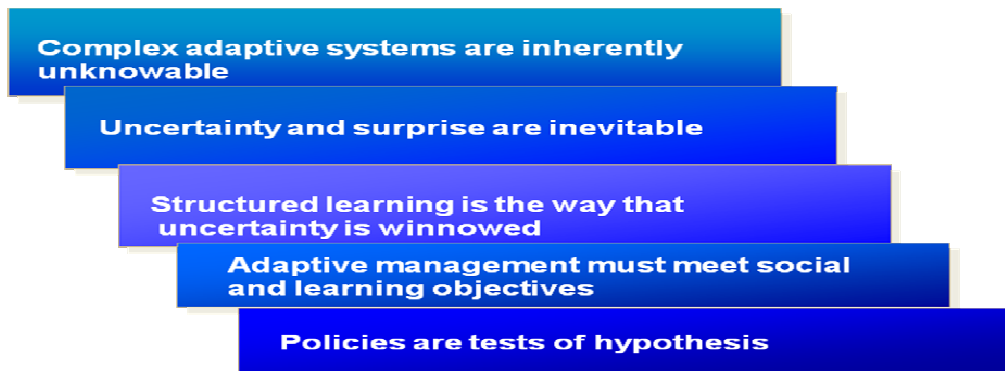 Complex adaptive systems are inherently
unknowable
Uncertainty and surprise are inevitable
Structured learning is the way that
uncertainty is winnowed
Adaptive management must meet social
and learning objectives
Policies are tests of hypothesis